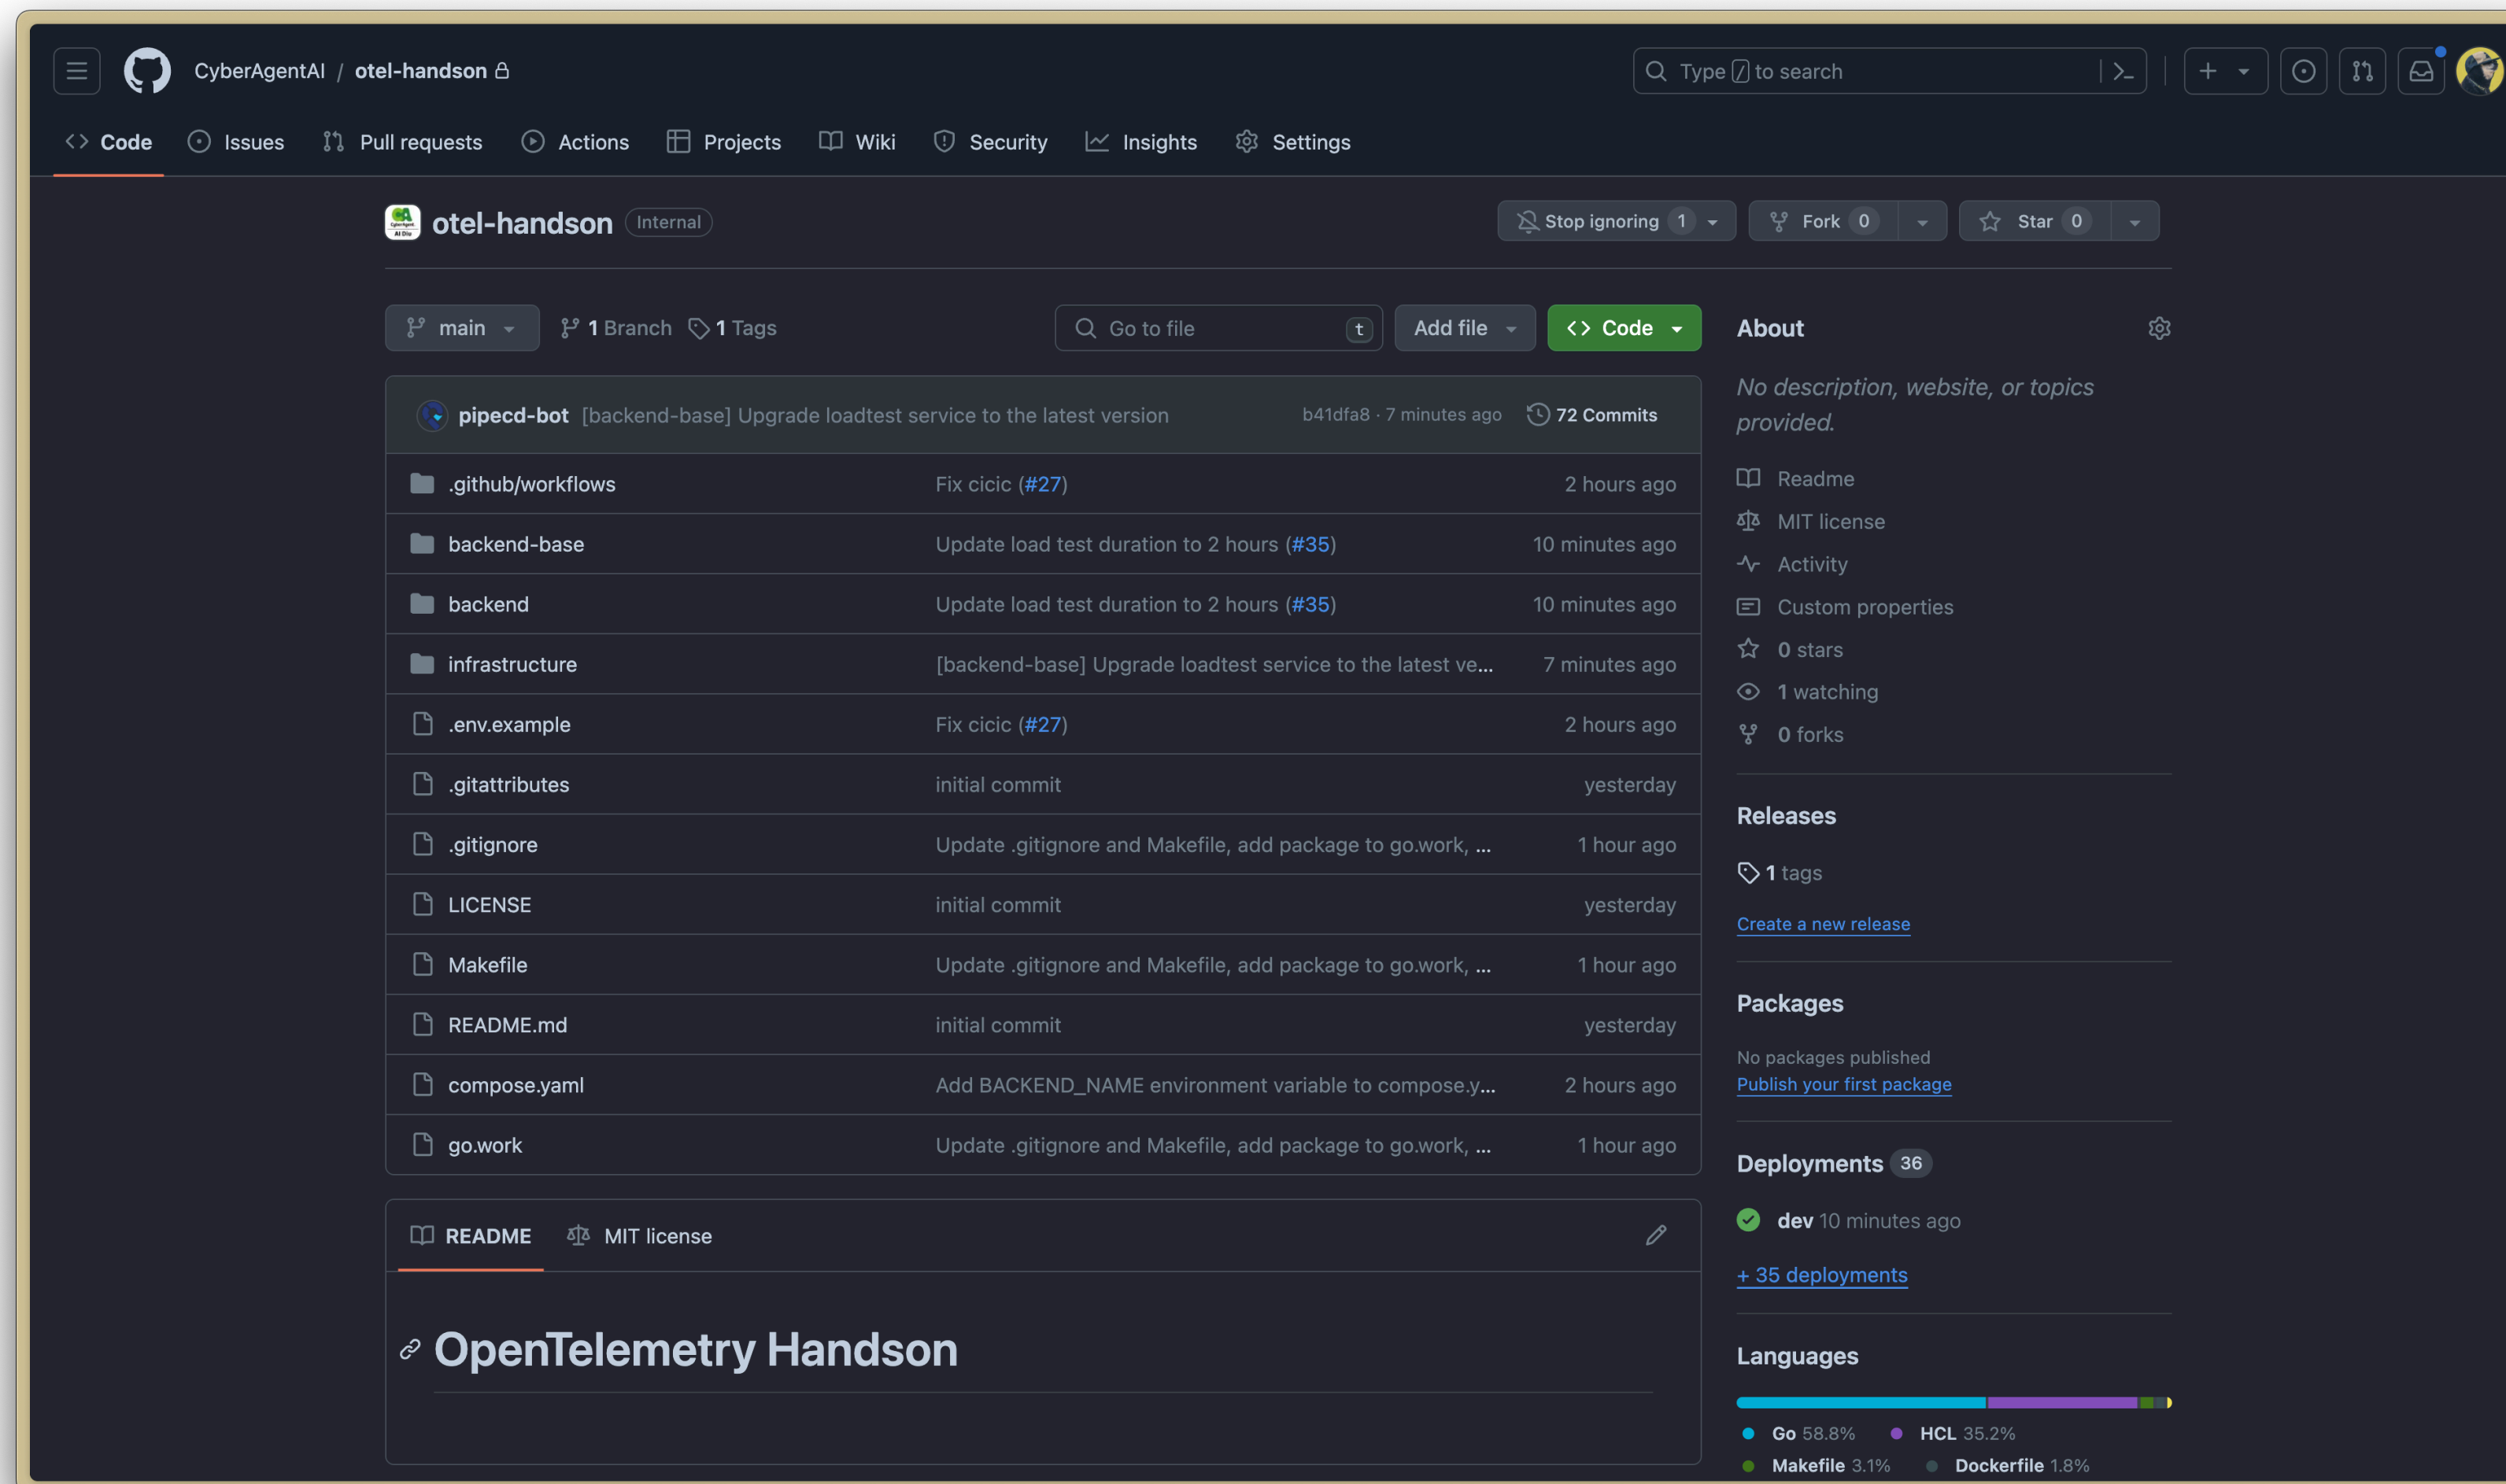 CyberAgentAI / otel-handson
Type / to search
Code Issues Pull requests Actions Projects Wiki Security Insights Settings
otel-handson Internal
Stop ignoring 1 Fork 0 Star 0
main 1 Branch 1 Tags
Go to file t Add file Code
pipecd-bot [backend-base] Upgrade loadtest service to the latest version b41dfa8 · 7 minutes ago 72 Commits
.github/workflows Fix cicic (#27) 2 hours ago
backend-base Update load test duration to 2 hours (#35) 10 minutes ago
backend Update load test duration to 2 hours (#35) 10 minutes ago
infrastructure [backend-base] Upgrade loadtest service to the latest ve... 7 minutes ago
.env.example Fix cicic (#27) 2 hours ago
.gitattributes initial commit yesterday
.gitignore Update .gitignore and Makefile, add package to go.work, ... 1 hour ago
LICENSE initial commit yesterday
Makefile Update .gitignore and Makefile, add package to go.work, ... 1 hour ago
README.md initial commit yesterday
compose.yaml Add BACKEND_NAME environment variable to compose.y... 2 hours ago
go.work Update .gitignore and Makefile, add package to go.work, ... 1 hour ago
README MIT license
OpenTelemetry Handson
About
No description, website, or topics
provided.
Readme
MIT license
Activity
Custom properties
0 stars
1 watching
0 forks
Releases
1 tags
Create a new release
Packages
No packages published
Publish your first package
Deployments 36
dev 10 minutes ago
+ 35 deployments
Languages
Go 58.8% HCL 35.2%
Makefile 3.1% Dockerfile 1.8%